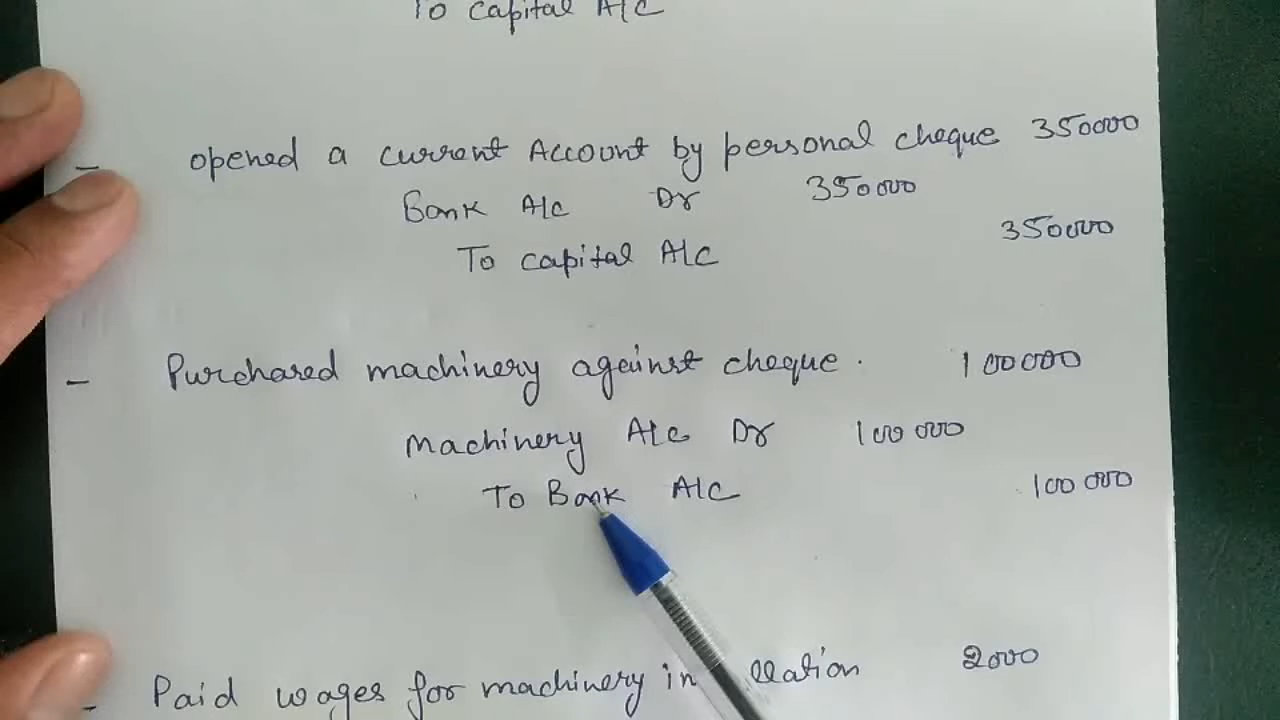 To capital A/C
- opened a current Account by personal cheque 350000
Bank A/c Dr 350000
To capital A/C 350000
- Purchased machinery against cheque. 100000
Machinery A/c Dr 100000
To Bank A/C 100000
- Paid wages for machinery in llation 2000